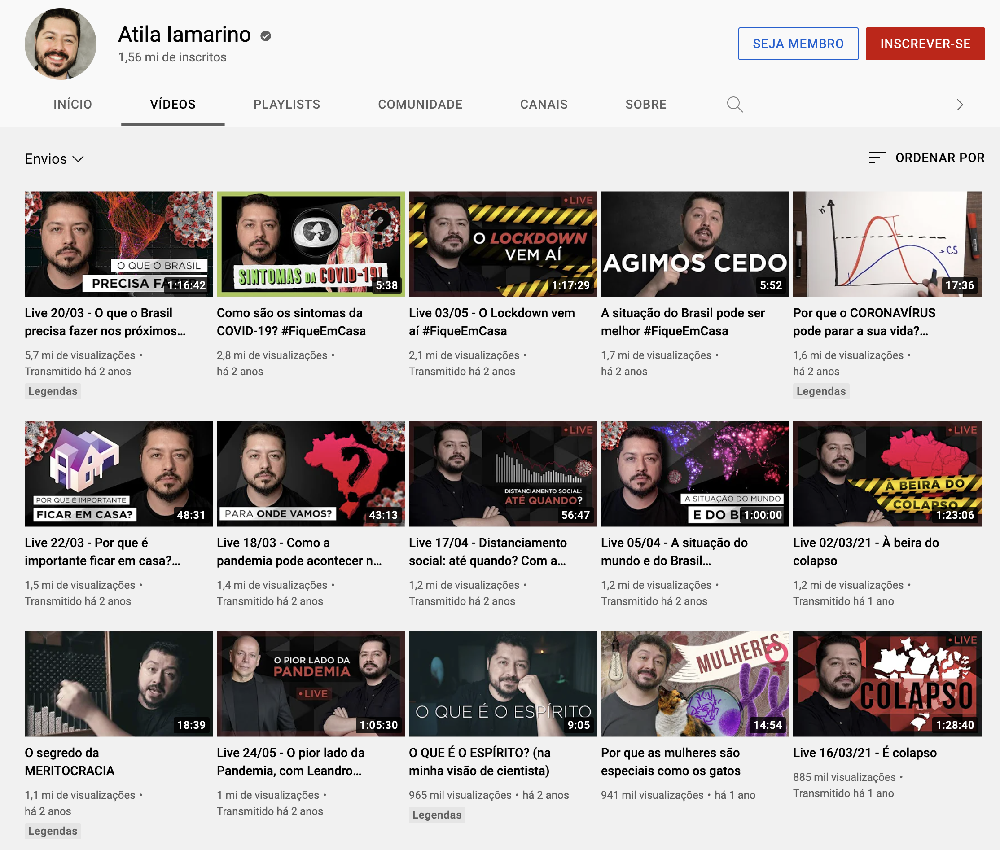 Atila Iamarino
1,56 mi de inscritos
SEJA MEMBRO
INSCREVER-SE
INÍCIO
VÍDEOS
PLAYLISTS
COMUNIDADE
CANAIS
SOBRE
Envios
ORDENAR POR
O QUE O BRASIL
PRECISA FAZER
1:16:42
SINTOMAS DA COVID-19!
?
5:38
•LIVE
O LOCKDOWN
VEM AÍ
1:17:29
AGIMOS CEDO
5:52
nº
CS
17:36
Live 20/03 - O que o Brasil
precisa fazer nos próximos...
5,7 mi de visualizações •
Transmitido há 2 anos
Legendas
Como são os sintomas da
COVID-19? #FiqueEmCasa
2,8 mi de visualizações •
há 2 anos
Live 03/05 - O Lockdown vem
aí #FiqueEmCasa
2,1 mi de visualizações •
Transmitido há 2 anos
A situação do Brasil pode ser
melhor #FiqueEmCasa
1,7 mi de visualizações •
há 2 anos
Por que o CORONAVÍRUS
pode parar a sua vida?...
1,6 mi de visualizações •
há 2 anos
Legendas
POR QUE É IMPORTANTE
FICAR EM CASA?
48:31
?
PARA ONDE VAMOS?
43:13
•LIVE
DISTANCIAMENTO SOCIAL:
ATÉ QUANDO?
56:47
A SITUAÇÃO DO MUNDO
E DO BR
1:00:00
•LIVE
À BEIRA DO
COLAPSO
1:23:06
Live 22/03 - Por que é
importante ficar em casa?...
1,5 mi de visualizações •
Transmitido há 2 anos
Live 18/03 - Como a
pandemia pode acontecer n...
1,4 mi de visualizações •
Transmitido há 2 anos
Live 17/04 - Distanciamento
social: até quando? Com a...
1,2 mi de visualizações •
Transmitido há 2 anos
Live 05/04 - A situação do
mundo e do Brasil...
1,2 mi de visualizações •
Transmitido há 2 anos
Live 02/03/21 - À beira do
colapso
1,2 mi de visualizações •
Transmitido há 1 ano
18:39
O PIOR LADO DA
PANDEMIA
•LIVE
1:05:30
O QUE É O ESPÍRITO
9:05
MULHERES
14:54
•LIVE
COLAPSO
1:28:40
O segredo da
MERITOCRACIA
1,1 mi de visualizações •
há 2 anos
Legendas
Live 24/05 - O pior lado da
Pandemia, com Leandro...
1 mi de visualizações •
Transmitido há 2 anos
O QUE É O ESPÍRITO? (na
minha visão de cientista)
965 mil visualizações • há 2 anos
Legendas
Por que as mulheres são
especiais como os gatos
941 mil visualizações • há 1 ano
Live 16/03/21 - É colapso
885 mil visualizações •
Transmitido há 1 ano